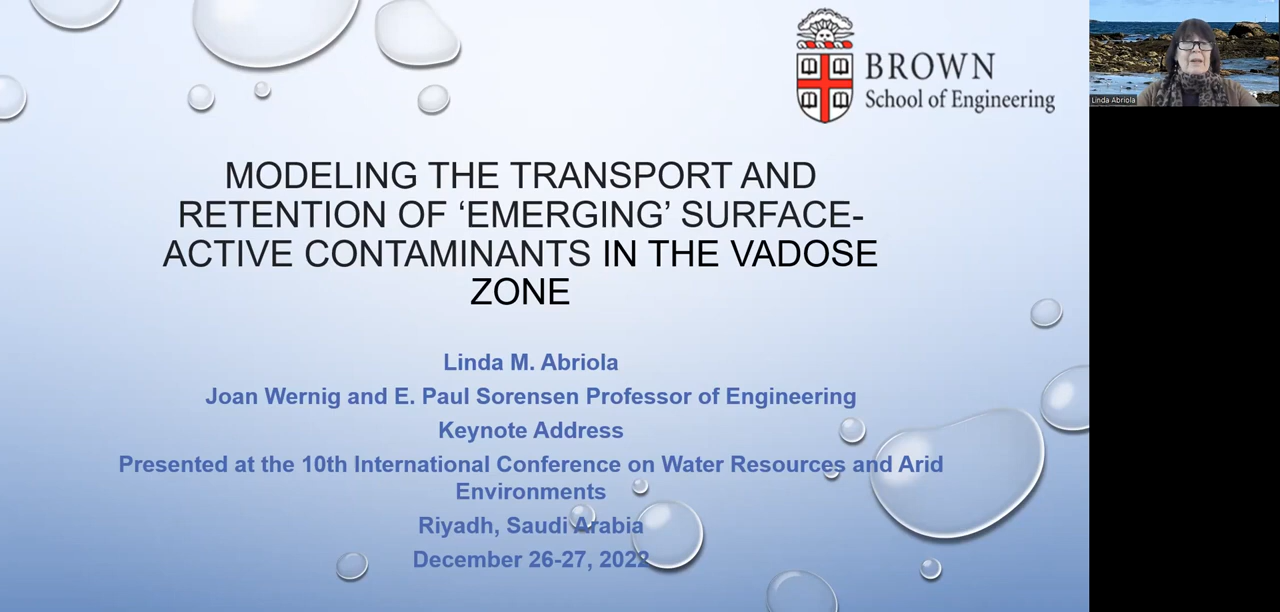 BROWN
School of Engineering
Linda Abriola
MODELING THE TRANSPORT AND
RETENTION OF ‘EMERGING’ SURFACE-
ACTIVE CONTAMINANTS IN THE VADOSE
ZONE
Linda M. Abriola
Joan Wernig and E. Paul Sorensen Professor of Engineering
Keynote Address
Presented at the 10th International Conference on Water Resources and Arid
Environments
Riyadh, Saudi Arabia
December 26-27, 2022